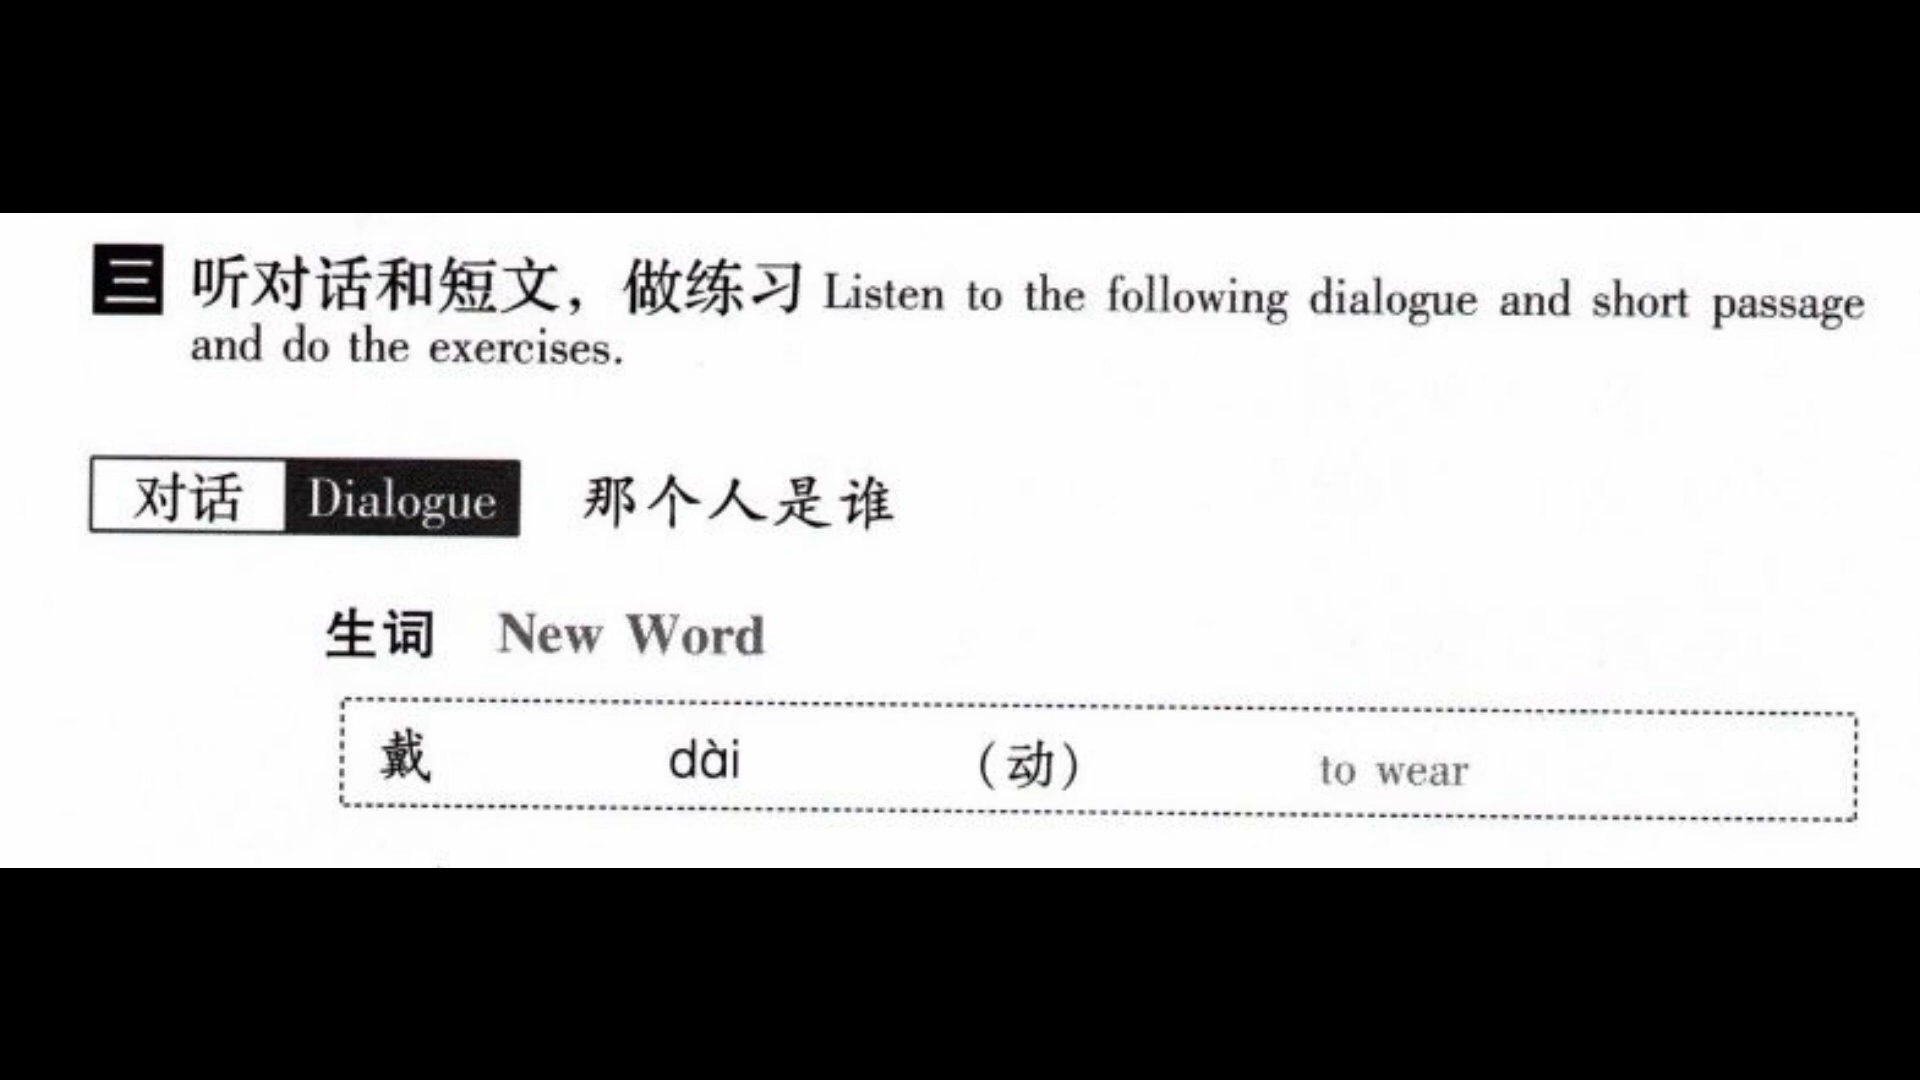 三 听对话和短文，做练习 Listen to the following dialogue and short passage
and do the exercises.
对话 Dialogue 那个人是谁
生词 New Word
戴 dài （动） to wear